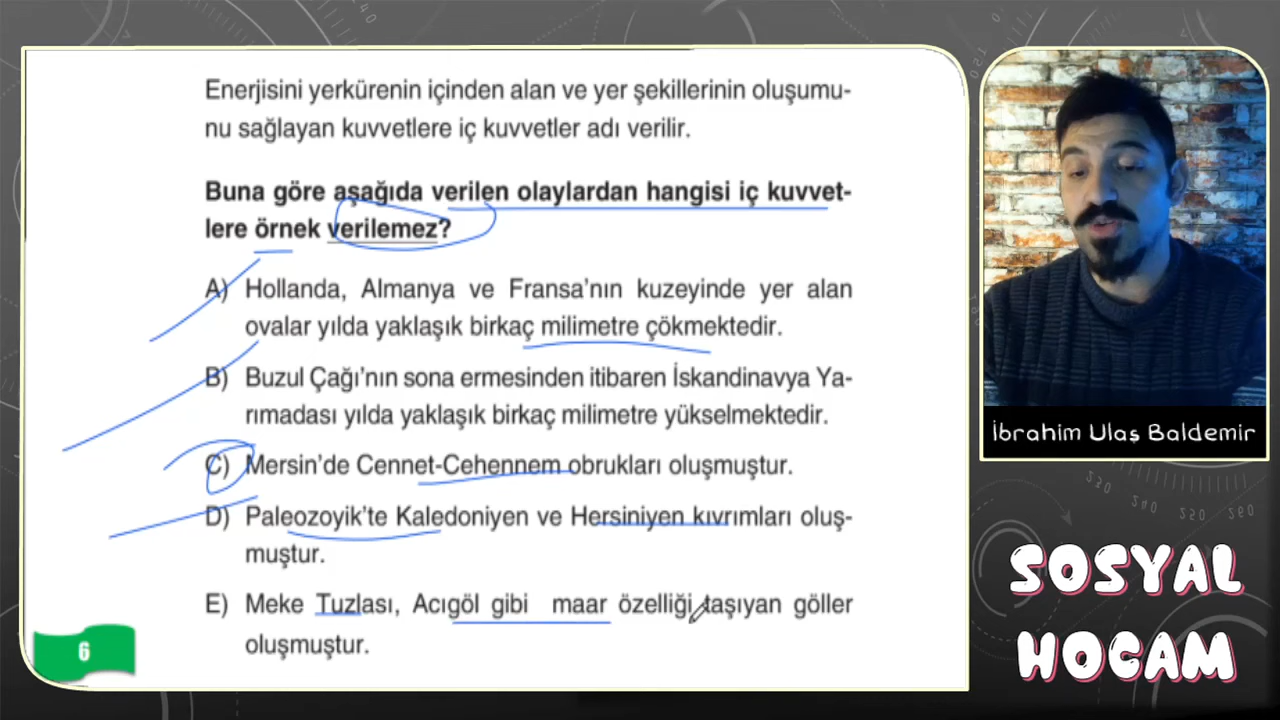 Enerjisini yerkürenin içinden alan ve yer şekillerinin oluşumu-
nu sağlayan kuvvetlere iç kuvvetler adı verilir.
Buna göre aşağıda verilen olaylardan hangisi iç kuvvet-
lere örnek verilemez?
A) Hollanda, Almanya ve Fransa'nın kuzeyinde yer alan
ovalar yılda yaklaşık birkaç milimetre çökmektedir.
B) Buzul Çağı'nın sona ermesinden itibaren İskandinavya Ya-
rımadası yılda yaklaşık birkaç milimetre yükselmektedir.
C) Mersin'de Cennet-Cehennem obrukları oluşmuştur.
D) Paleozoyik'te Kaledoniyen ve Hersiniyen kıvrımları oluş-
muştur.
E) Meke Tuzlası, Acıgöl gibi maar özelliği taşıyan göller
oluşmuştur.
6
İbrahim Ulaş Baldemir
230 240 250 260
SOSYAL
HOCAM